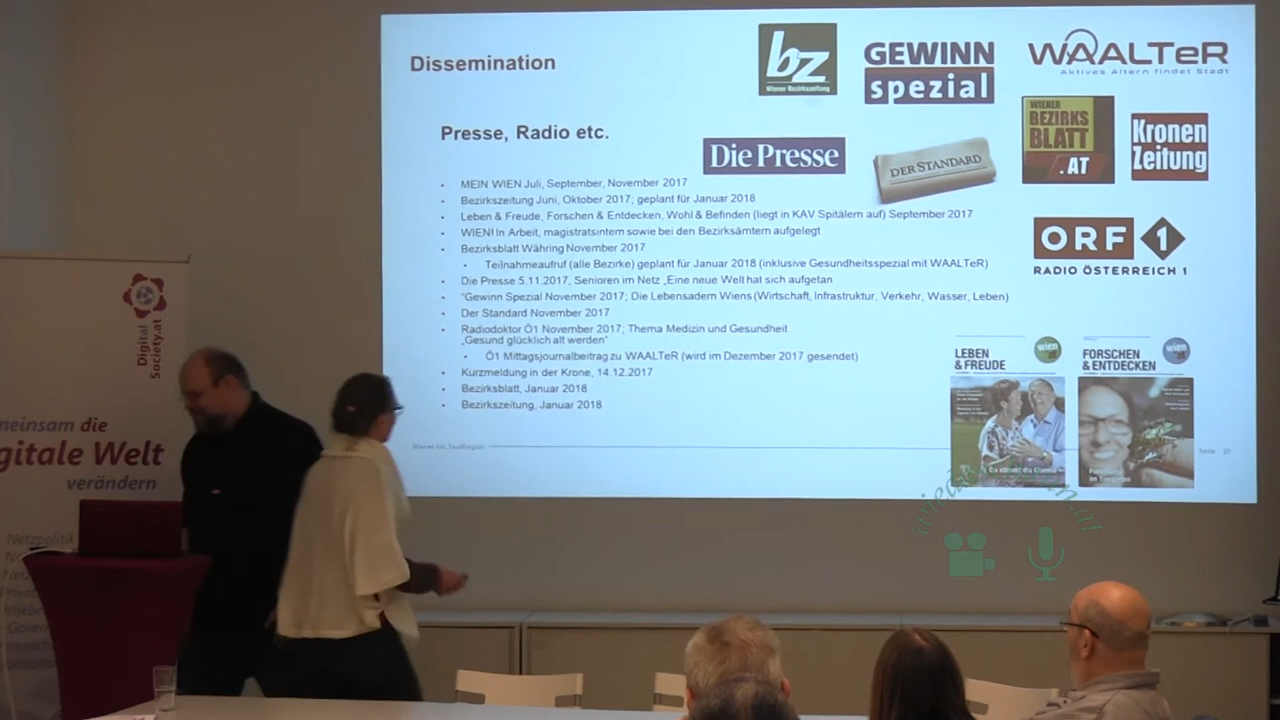 Dissemination
bz
Wiener Bezirkszeitung
GEWINN
spezial
WAALTeR
Aktives Altern findet Stadt
Presse, Radio etc.
Die Presse
DER STANDARD
WIENER
BEZIRKS
BLATT
.AT
Kronen
Zeitung
• MEIN WIEN Juli, September, November 2017
• Bezirkszeitung Juni, Oktober 2017; geplant für Januar 2018
• Leben & Freude, Forschen & Entdecken, Wohl & Befinden (liegt in KAV Spitälern auf) September 2017
• WIEN! In Arbeit, magistratsintern sowie bei den Bezirksämtern aufgelegt
• Bezirksblatt Währing November 2017
• Teilnahmeaufruf (alle Bezirke) geplant für Januar 2018 (inklusive Gesundheitsspezial mit WAALTeR)
• Die Presse 5.11.2017, Senioren im Netz „Eine neue Welt hat sich aufgetan
• "Gewinn Spezial November 2017; Die Lebensadern Wiens (Wirtschaft, Infrastruktur, Verkehr, Wasser, Leben)
• Der Standard November 2017
• Radiodoktor Ö1 November 2017; Thema Medizin und Gesundheit
„Gesund glücklich alt werden"
• Ö1 Mittagsjournalbeitrag zu WAALTeR (wird im Dezember 2017 gesendet)
• Kurzmeldung in der Krone, 14.12.2017
• Bezirksblatt, Januar 2018
• Bezirkszeitung, Januar 2018
ORF 1
RADIO ÖSTERREICH 1
LEBEN
& FREUDE
wien
FORSCHEN
& ENTDECKEN
wien
Seite 27
Digital
Society.at
meinsam die
gitale Welt
verändern
Netzpolitik